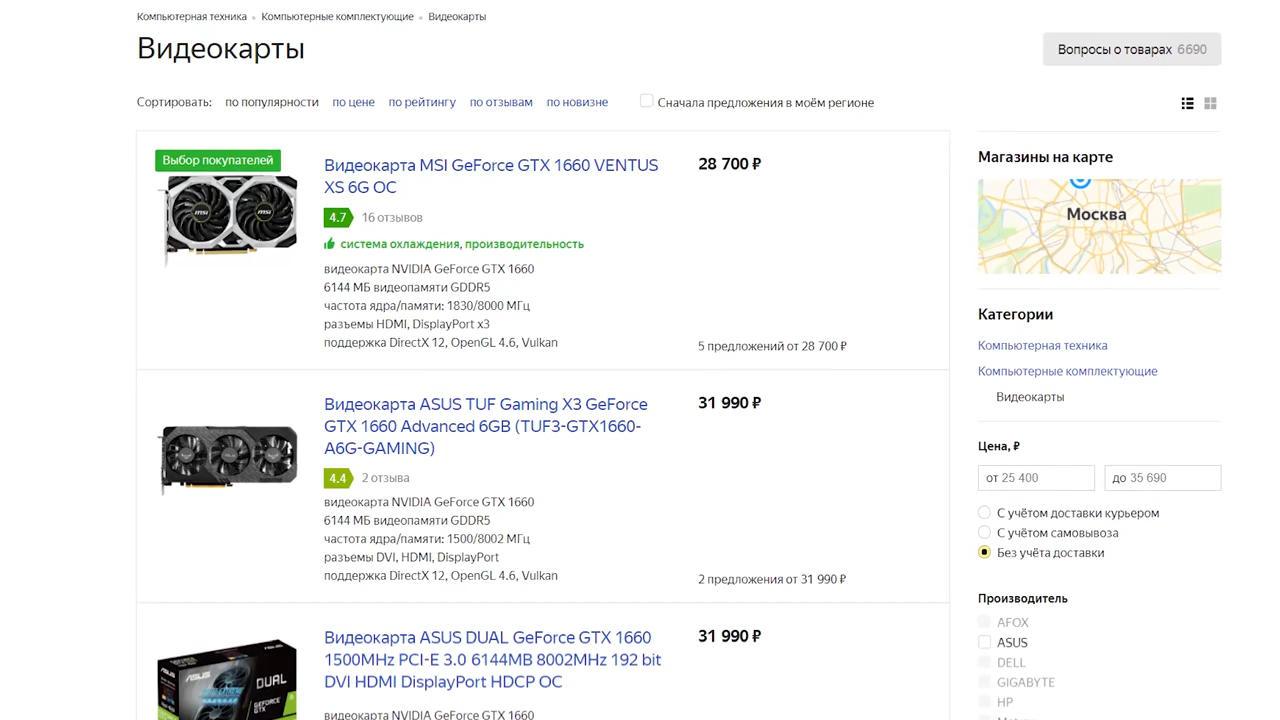 Компьютерная техника • Компьютерные комплектующие • Видеокарты
Видеокарты
Вопросы о товарах 6690
Сортировать: по популярности по цене по рейтингу по отзывам по новизне
Сначала предложения в моём регионе
Выбор покупателей
msi msi
Видеокарта MSI GeForce GTX 1660 VENTUS
XS 6G OC
28 700 ₽
4.7 16 отзывов
система охлаждения, производительность
видеокарта NVIDIA GeForce GTX 1660
6144 МБ видеопамяти GDDR5
частота ядра/памяти: 1830/8000 МГц
разъемы HDMI, DisplayPort x3
поддержка DirectX 12, OpenGL 4.6, Vulkan
5 предложений от 28 700 ₽
Видеокарта ASUS TUF Gaming X3 GeForce
GTX 1660 Advanced 6GB (TUF3-GTX1660-
A6G-GAMING)
31 990 ₽
4.4 2 отзыва
видеокарта NVIDIA GeForce GTX 1660
6144 МБ видеопамяти GDDR5
частота ядра/памяти: 1500/8002 МГц
разъемы DVI, HDMI, DisplayPort
поддержка DirectX 12, OpenGL 4.6, Vulkan
2 предложения от 31 990 ₽
ASUS
DUAL
GEFORCE
GTX
Видеокарта ASUS DUAL GeForce GTX 1660
1500MHz PCI-E 3.0 6144MB 8002MHz 192 bit
DVI HDMI DisplayPort HDCP OC
31 990 ₽
видеокарта NVIDIA GeForce GTX 1660
Магазины на карте
Москва
Категории
Компьютерная техника
Компьютерные комплектующие
Видеокарты
Цена, ₽
от 25 400 до 35 690
С учётом доставки курьером
С учётом самовывоза
Без учёта доставки
Производитель
AFOX
ASUS
DELL
GIGABYTE
HP